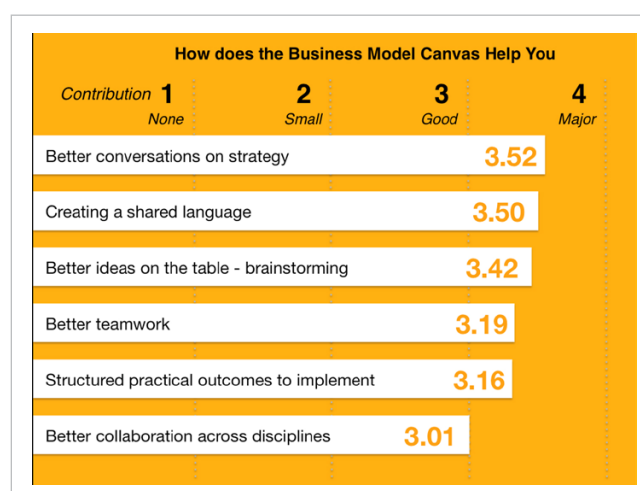 How does the Business Model Canvas Help You
Contribution 1 2 3 4
None Small Good Major
Better conversations on strategy 3.52
Creating a shared language 3.50
Better ideas on the table - brainstorming 3.42
Better teamwork 3.19
Structured practical outcomes to implement 3.16
Better collaboration across disciplines 3.01